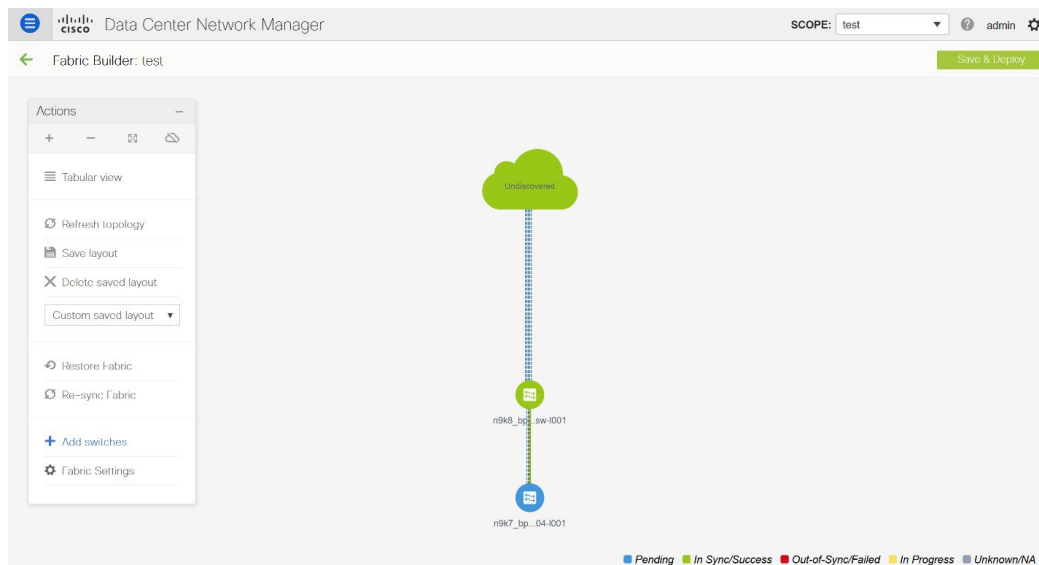 cisco Data Center Network Manager SCOPE: test admin
Fabric Builder: test Save & Deploy
Actions
Tabular view
Refresh topology
Save layout
Delete saved layout
Custom saved layout
Restore Fabric
Re-sync Fabric
Add switches
Fabric Settings
Undiscovered
n9k8_bp...sw-l001
n9k7_bp...04-l001
Pending In Sync/Success Out-of-Sync/Failed In Progress Unknown/NA